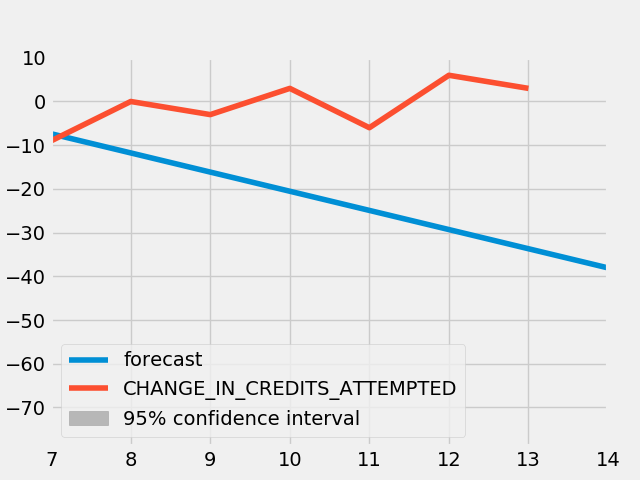 10
0
−10
−20
−30
−40
−50
−60
−70
forecast
CHANGE_IN_CREDITS_ATTEMPTED
95% confidence interval
7 8 9 10 11 12 13 14